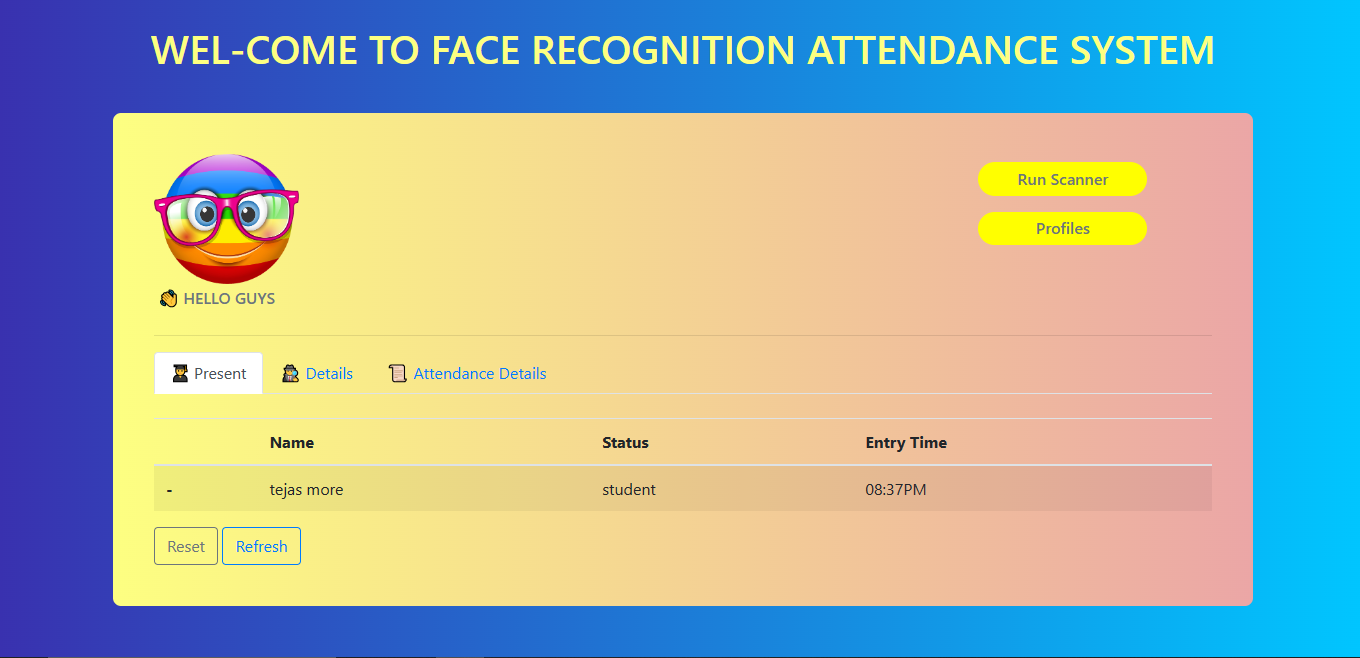 WEL-COME TO FACE RECOGNITION ATTENDANCE SYSTEM
Run Scanner
Profiles
👋 HELLO GUYS
Present Details Attendance Details
Name Status Entry Time
- tejas more student 08:37PM
Reset Refresh